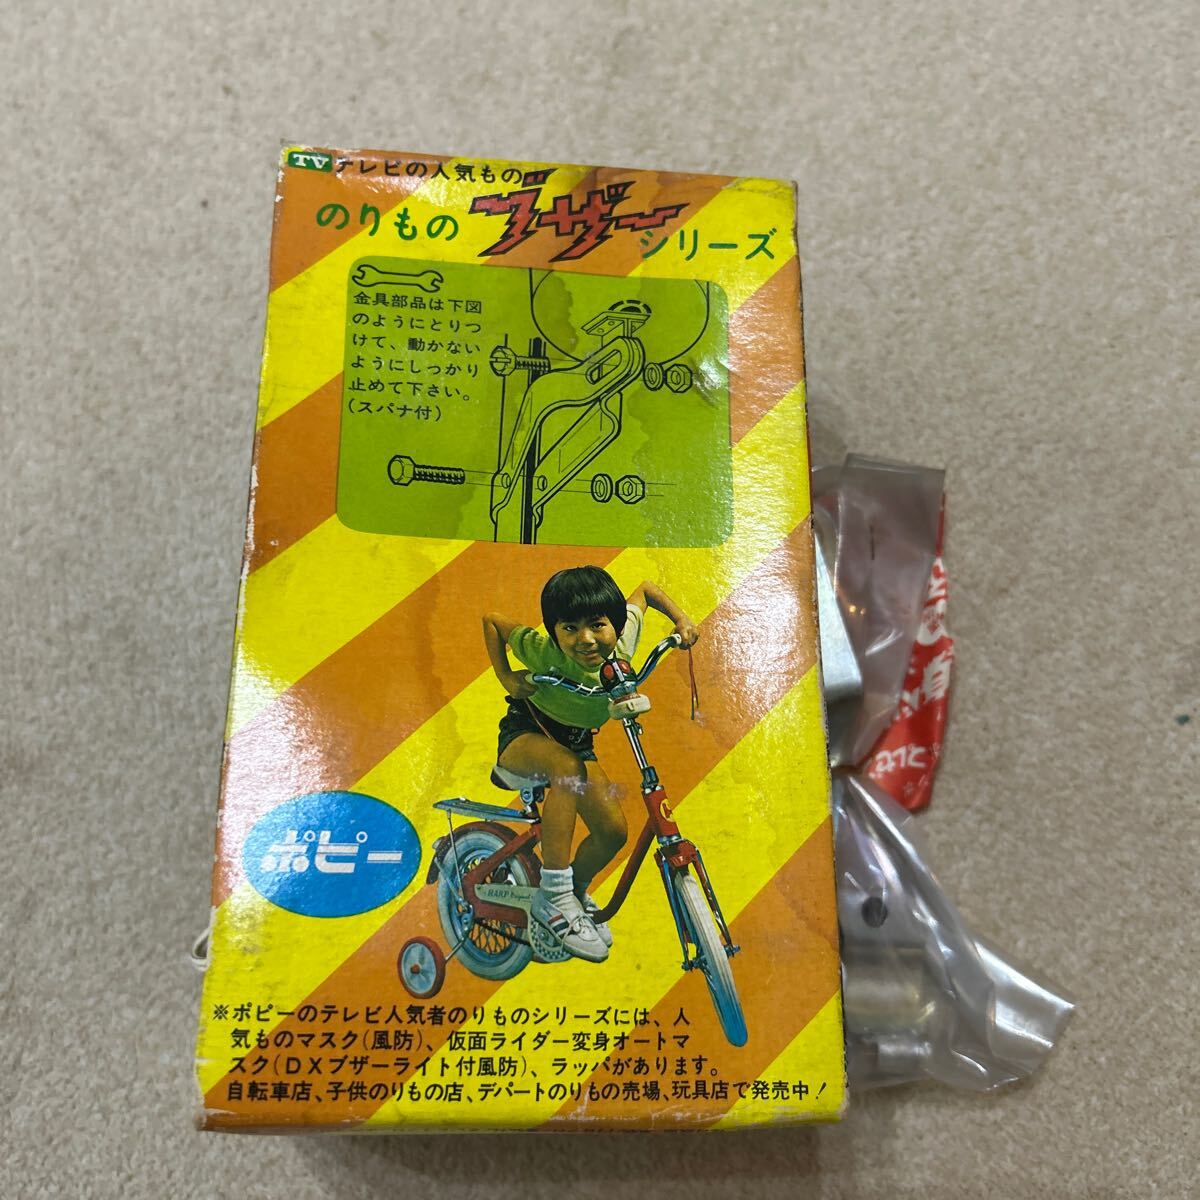 TV テレビの人気もの
のりもの ブザーシリーズ
金具部品は下図
のようにとりつ
けて、動かない
ようにしっかり
止めて下さい。
(スパナ付)
HARP
ポピー
※ポピーのテレビ人気者のりものシリーズには、人
気ものマスク(風防)、仮面ライダー変身オートマ
スク(DXブザーライト付風防)、ラッパがあります。
自転車店、子供のりもの店、デパートのりもの売場、玩具店で発売中!